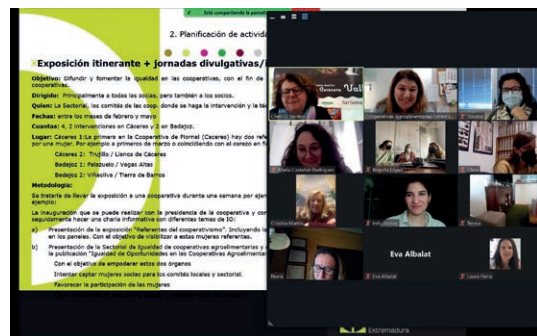 Está compartiendo la pantalla
2. Planificación de activida
Exposición itinerante + jornadas divulgativas/i
Objetivo: Difundir y fomentar la igualdad en las cooperativas, con el fin de
cooperativas.
Dirigido: Principalmente a todas las socias, pero también a los socios.
Quien: La Sectorial, los comités de las coop. donde se haga la intervención y la téc
Fechas: entre los meses de febrero y mayo
Cuantas: 4, 2 intervenciones en Cáceres y 2 en Badajoz.
Lugar: Cáceres 1: La primera en la Cooperativa de Piornal (Caceres) hay dos refe
por una mujer. Por ejemplo a primeros de marzo o coincidiendo con el cerezo en fl
Cáceres 2: Trujillo / Llanos de Cáceres
Badajoz 1: Palazuelo / Vegas Altas
Badajoz 2: Viñaoliva / Tierra de Barros
Metodología:
Se trataría de llevar la exposición a una cooperativa durante una semana por ejem
ejemplo;
La inauguración que se puede realizar con la presidencia de la cooperativa y con
seguidamente hacer una charla informativa con diferentes temas de IO:
a) Presentación de la exposición "Referentes del cooperativismo". Incluyendo la
en los paneles. Con el objetivo de visibilizar a estas mujeres referentes.
b) Presentación de la Sectorial de Igualdad de cooperativas agroalimentarias y
la publicación "Igualdad de Oportunidades en las Cooperativas Agroalimentar
Con el objetivo de empoderar estos dos órganos
Intentar captar mujeres socias para los comités locales y sectorial.
Favorecer la participación de las mujeres
Val
turismo
Cooperativas Agroalimentarias
María Castañar Rodríguez
Begoña López
Cristina Martín
Teresa
Nuria
Eva Albalat
Eva Albalat
Laura Peris
Extremadura